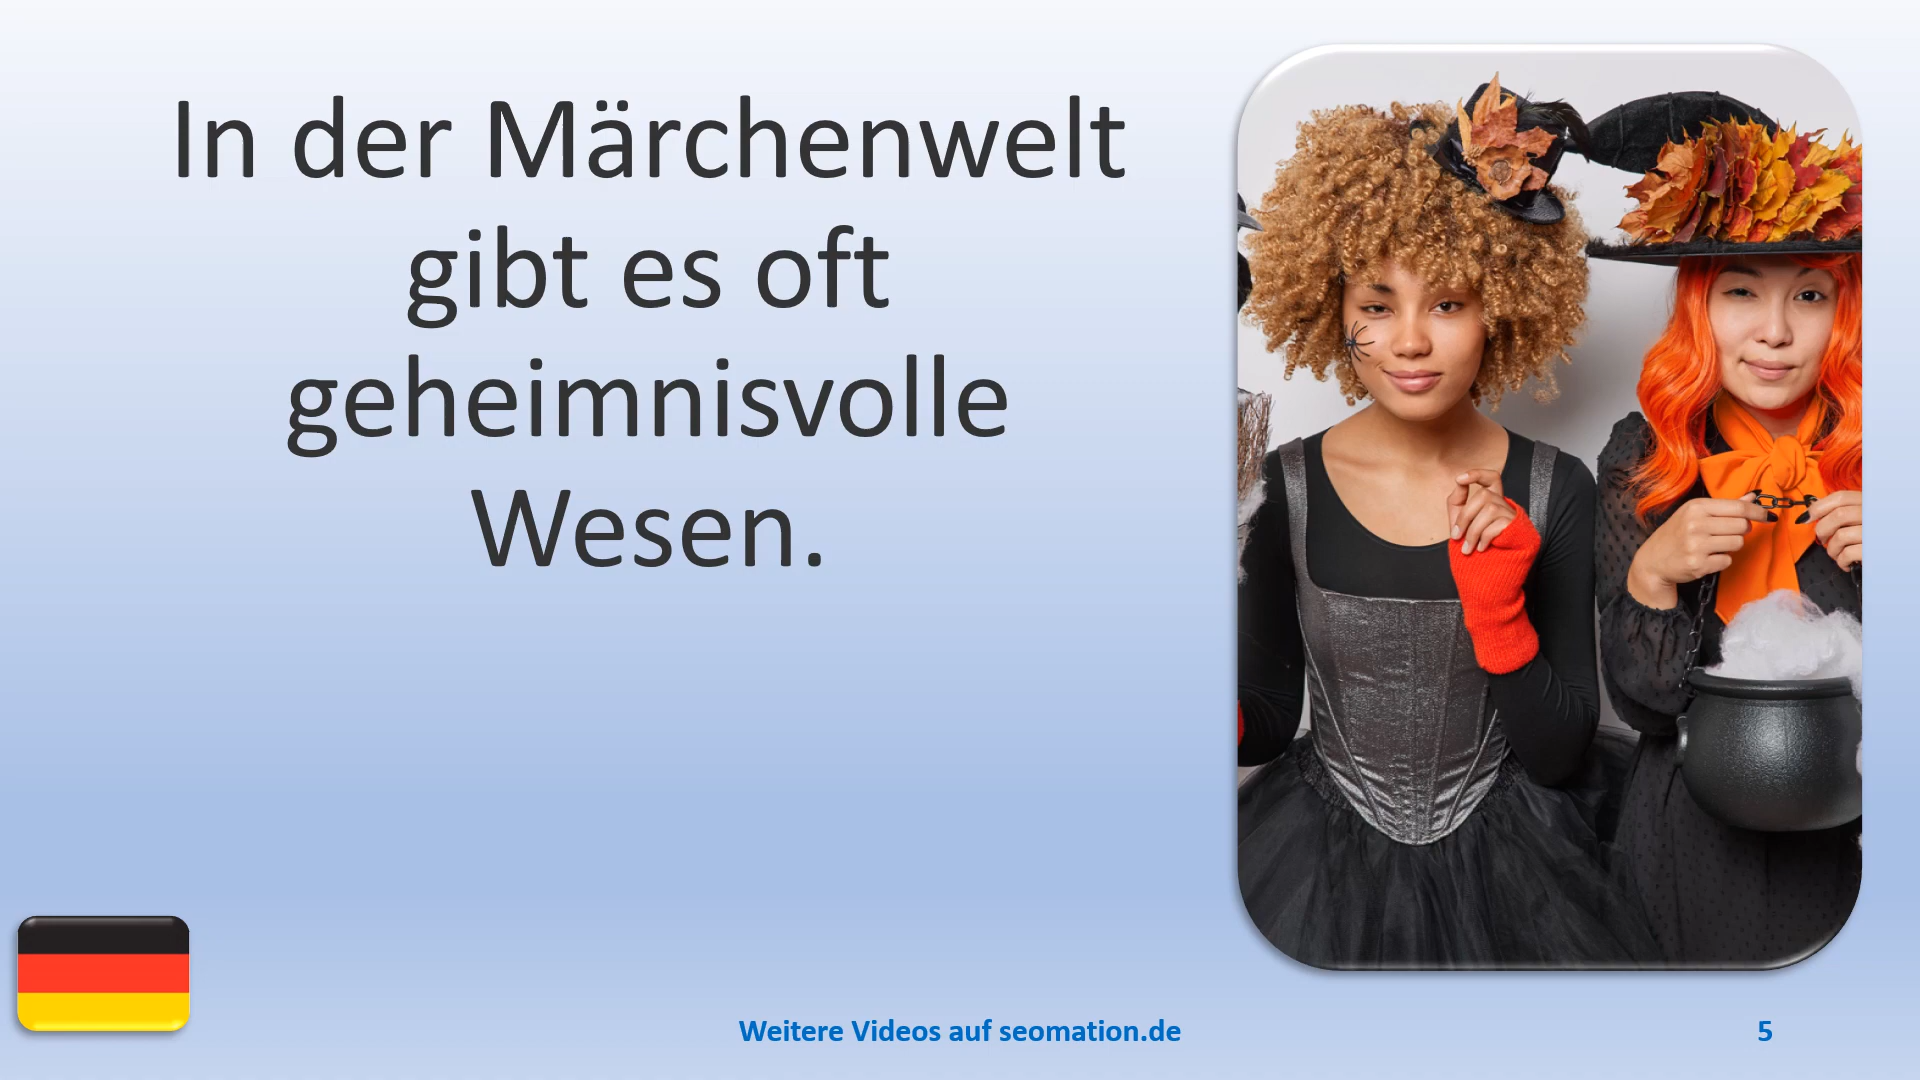 In der Märchenwelt
gibt es oft
geheimnisvolle
Wesen.
Weitere Videos auf seomation.de
5